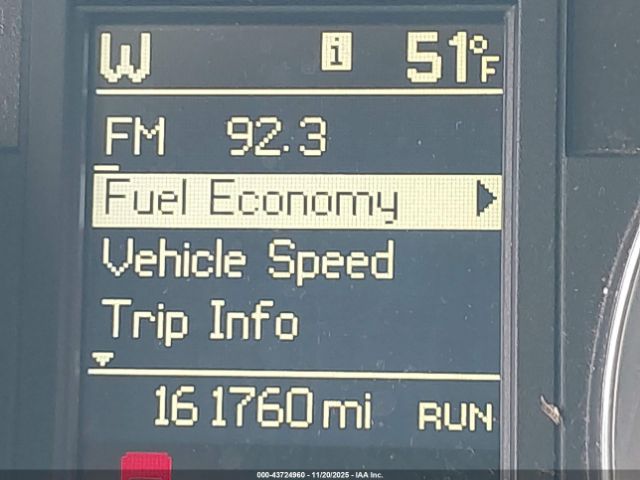 W i 51°F
FM 92.3
Fuel Economy
Vehicle Speed
Trip Info
161760 mi RUN
000-43724960 - 11/20/2025 - IAA Inc.